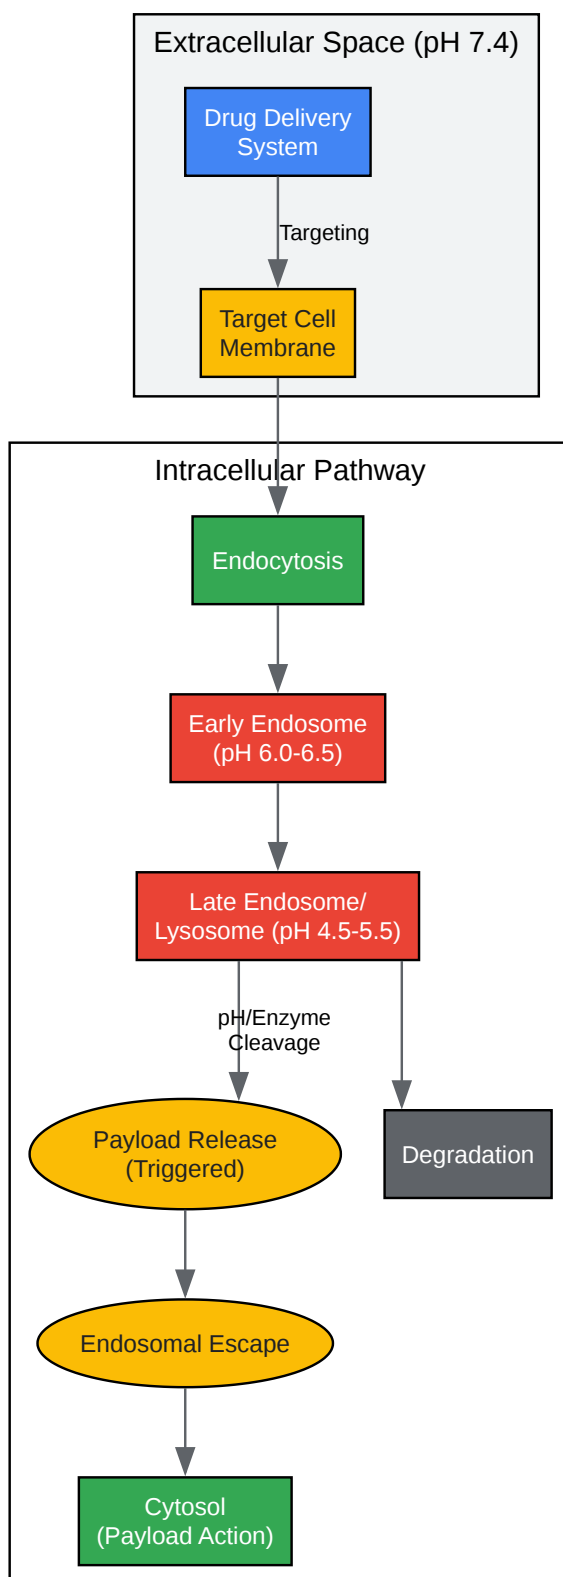 Extracellular Space (pH 7.4)
Drug Delivery
System
Targeting
Target Cell
Membrane
Intracellular Pathway
Endocytosis
Early Endosome
(pH 6.0-6.5)
Late Endosome/
Lysosome (pH 4.5-5.5)
pH/Enzyme
Cleavage
Payload Release
(Triggered)
Degradation
Endosomal Escape
Cytosol
(Payload Action)